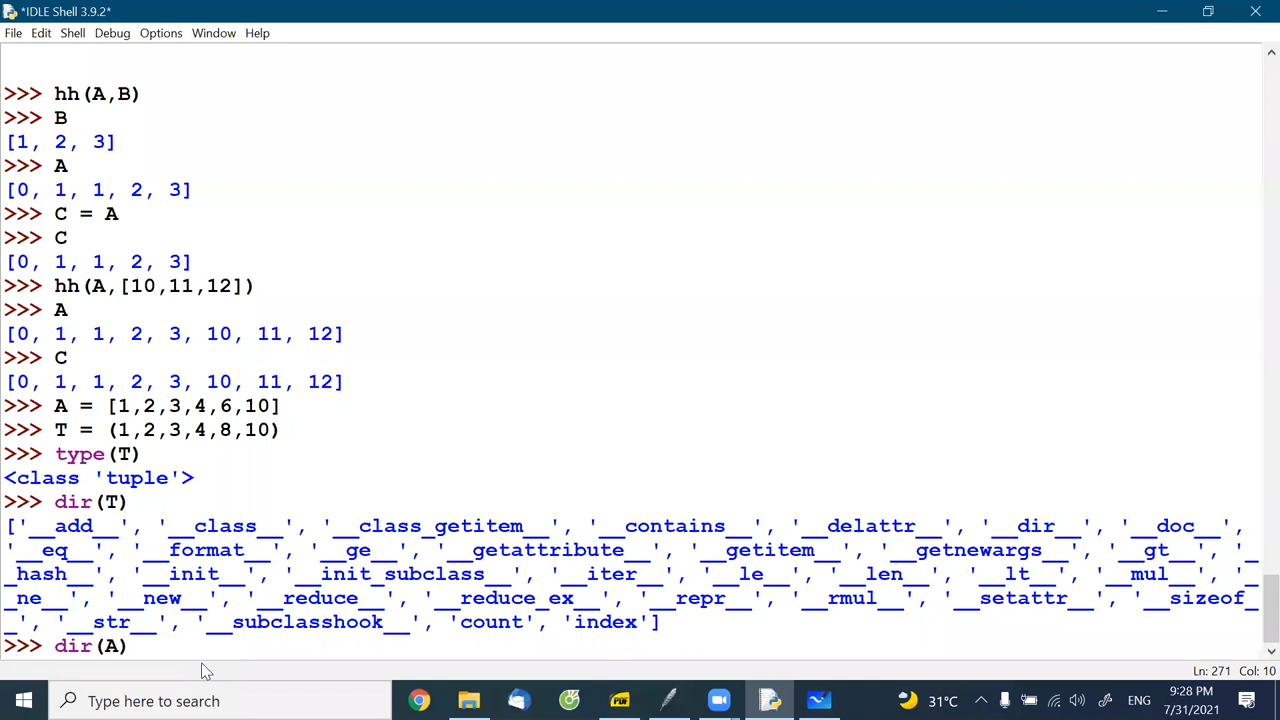 *IDLE Shell 3.9.2*
File Edit Shell Debug Options Window Help
>>> hh(A,B)
>>> B
[1, 2, 3]
>>> A
[0, 1, 1, 2, 3]
>>> C = A
>>> C
[0, 1, 1, 2, 3]
>>> hh(A,[10,11,12])
>>> A
[0, 1, 1, 2, 3, 10, 11, 12]
>>> C
[0, 1, 1, 2, 3, 10, 11, 12]
>>> A = [1,2,3,4,6,10]
>>> T = (1,2,3,4,8,10)
>>> type(T)
<class 'tuple'>
>>> dir(T)
['__add__', '__class__', '__class_getitem__', '__contains__', '__delattr__', '__dir__', '__doc__',
'__eq__', '__format__', '__ge__', '__getattribute__', '__getitem__', '__getnewargs__', '__gt__', '_
_hash__', '__init__', '__init_subclass__', '__iter__', '__le__', '__len__', '__lt__', '__mul__', '_
_ne__', '__new__', '__reduce__', '__reduce_ex__', '__repr__', '__rmul__', '__setattr__', '__sizeof_
_', '__str__', '__subclasshook__', 'count', 'index']
>>> dir(A)
Ln: 271 Col: 10
Type here to search
PDF
31°C
ENG
9:28 PM
7/31/2021